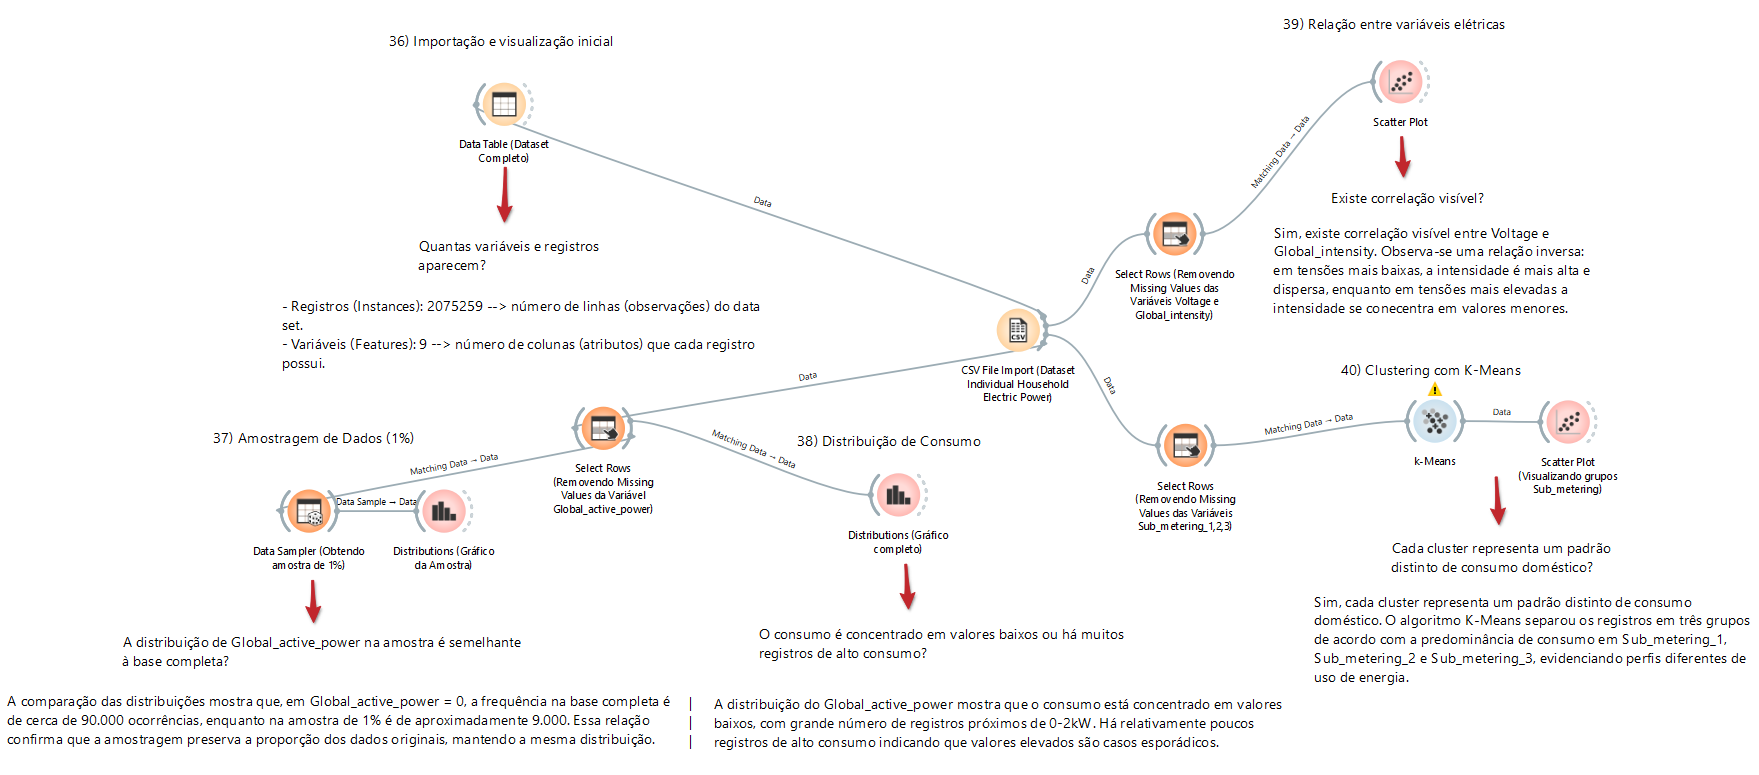 36) Importação e visualização inicial
Data Table (Dataset
Completo)
Quantas variáveis e registros
aparecem?
- Registros (Instances): 2075259 --> número de linhas (observações) do data
set.
- Variáveis (Features): 9 --> número de colunas (atributos) que cada registro
possui.
Data
39) Relação entre variáveis elétricas
Scatter Plot
Matching Data → Data
Existe correlação visível?
Sim, existe correlação visível entre Voltage e
Global_intensity. Observa-se uma relação inversa:
em tensões mais baixas, a intensidade é mais alta e
dispersa, enquanto em tensões mais elevadas a
intensidade se conecentra em valores menores.
Select Rows (Removendo
Missing Values das
Variáveis Voltage e
Global_intensity)
Data
CSV
CSV File Import (Dataset
Individual Household
Electric Power)
Data
Data
37) Amostragem de Dados (1%)
Matching Data → Data
Select Rows
(Removendo Missing
Values da Variável
Global_active_power)
Matching Data → Data
38) Distribuição de Consumo
Data Sample → Data
Data Sampler (Obtendo
amostra de 1%)
Distributions (Gráfico
da Amostra)
Distributions (Gráfico
completo)
40) Clustering com K-Means
Matching Data → Data
Data
Select Rows
(Removendo Missing
Values das Variáveis
Sub_metering_1,2,3)
k-Means
Scatter Plot
(Visualizando grupos
Sub_metering)
Cada cluster representa um padrão
distinto de consumo doméstico?
Sim, cada cluster representa um padrão distinto de consumo
doméstico. O algoritmo K-Means separou os registros em três grupos
de acordo com a predominância de consumo em Sub_metering_1,
Sub_metering_2 e Sub_metering_3, evidenciando perfis diferentes de
uso de energia.
A distribuição de Global_active_power na amostra é semelhante
à base completa?
A comparação das distribuições mostra que, em Global_active_power = 0, a frequência na base completa é
de cerca de 90.000 ocorrências, enquanto na amostra de 1% é de aproximadamente 9.000. Essa relação
confirma que a amostragem preserva a proporção dos dados originais, mantendo a mesma distribuição.
O consumo é concentrado em valores baixos ou há muitos
registros de alto consumo?
A distribuição do Global_active_power mostra que o consumo está concentrado em valores
baixos, com grande número de registros próximos de 0-2kW. Há relativamente poucos
registros de alto consumo indicando que valores elevados são casos esporádicos.